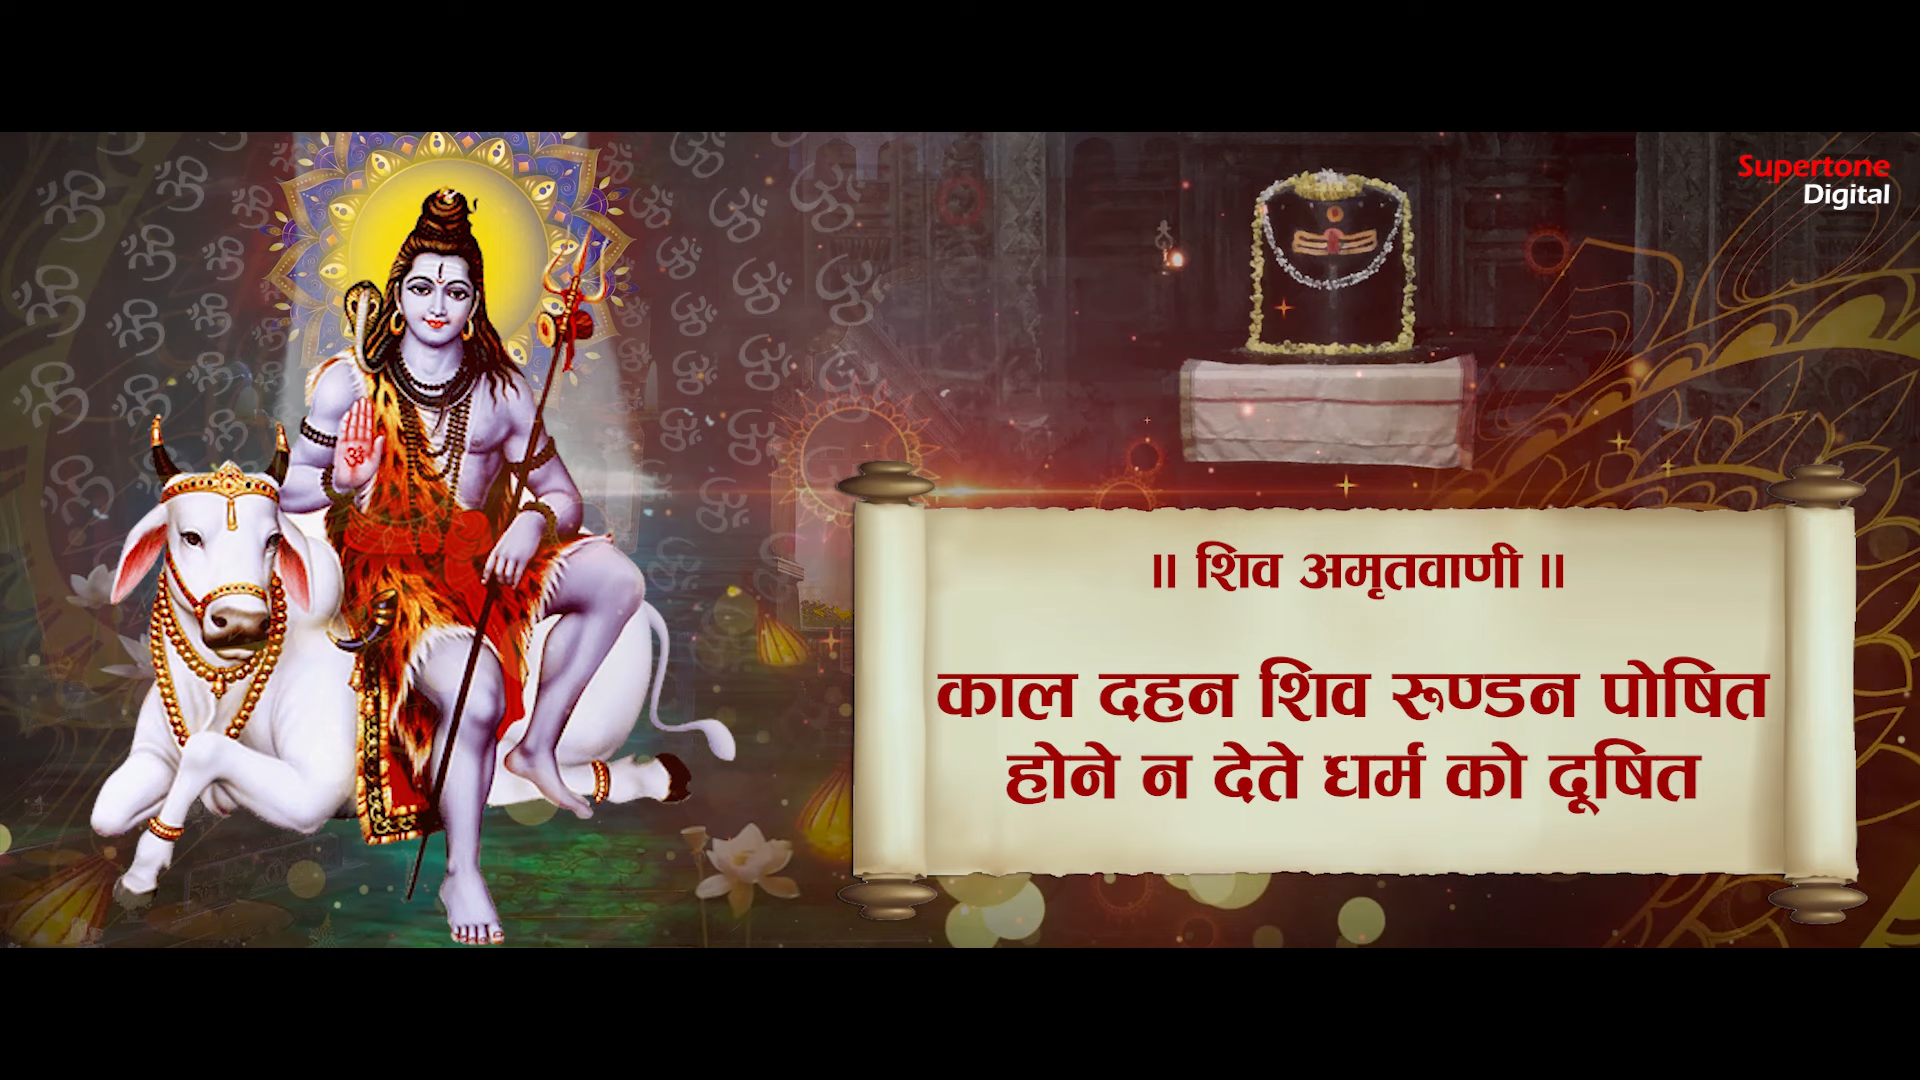 Supertone
Digital
॥ शिव अमृतवाणी ॥
काल दहन शिव रूण्डन पोषित
होने न देते धर्म को दूषित